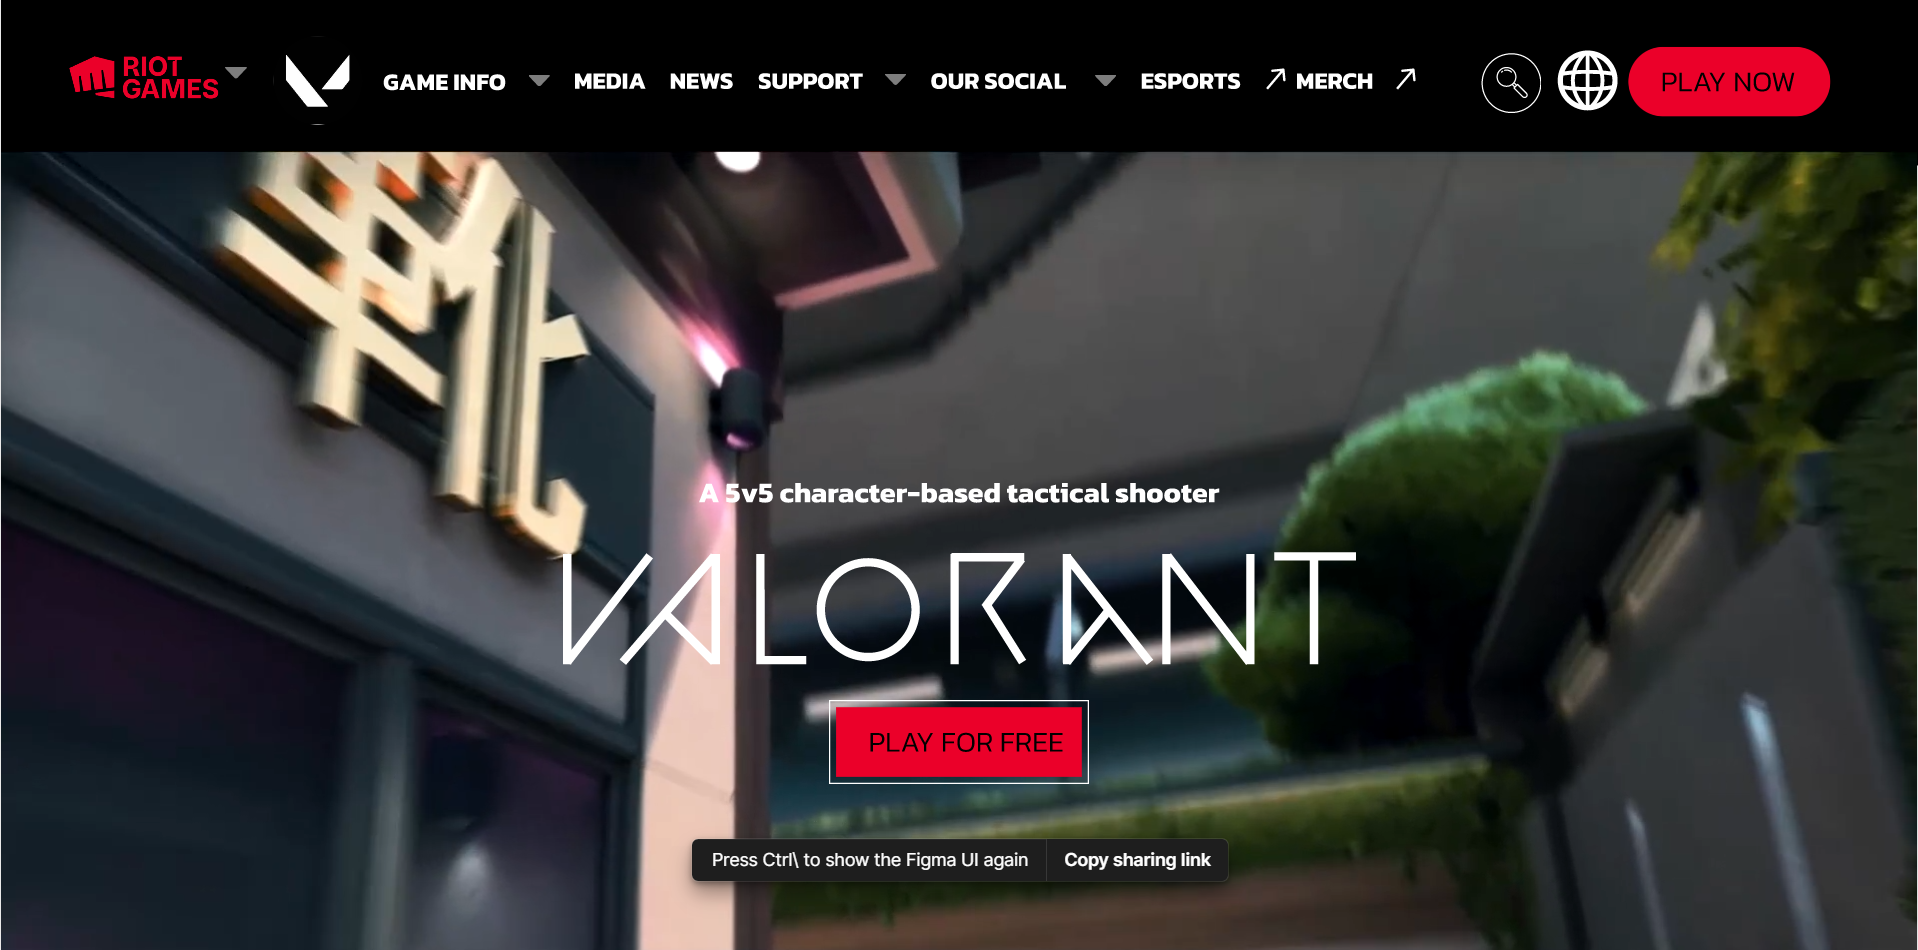 RIOT
GAMES
GAME INFO
MEDIA
NEWS
SUPPORT
OUR SOCIAL
ESPORTS
MERCH
PLAY NOW
A 5v5 character-based tactical shooter
VALORANT
PLAY FOR FREE
Press Ctrl\ to show the Figma UI again
Copy sharing link